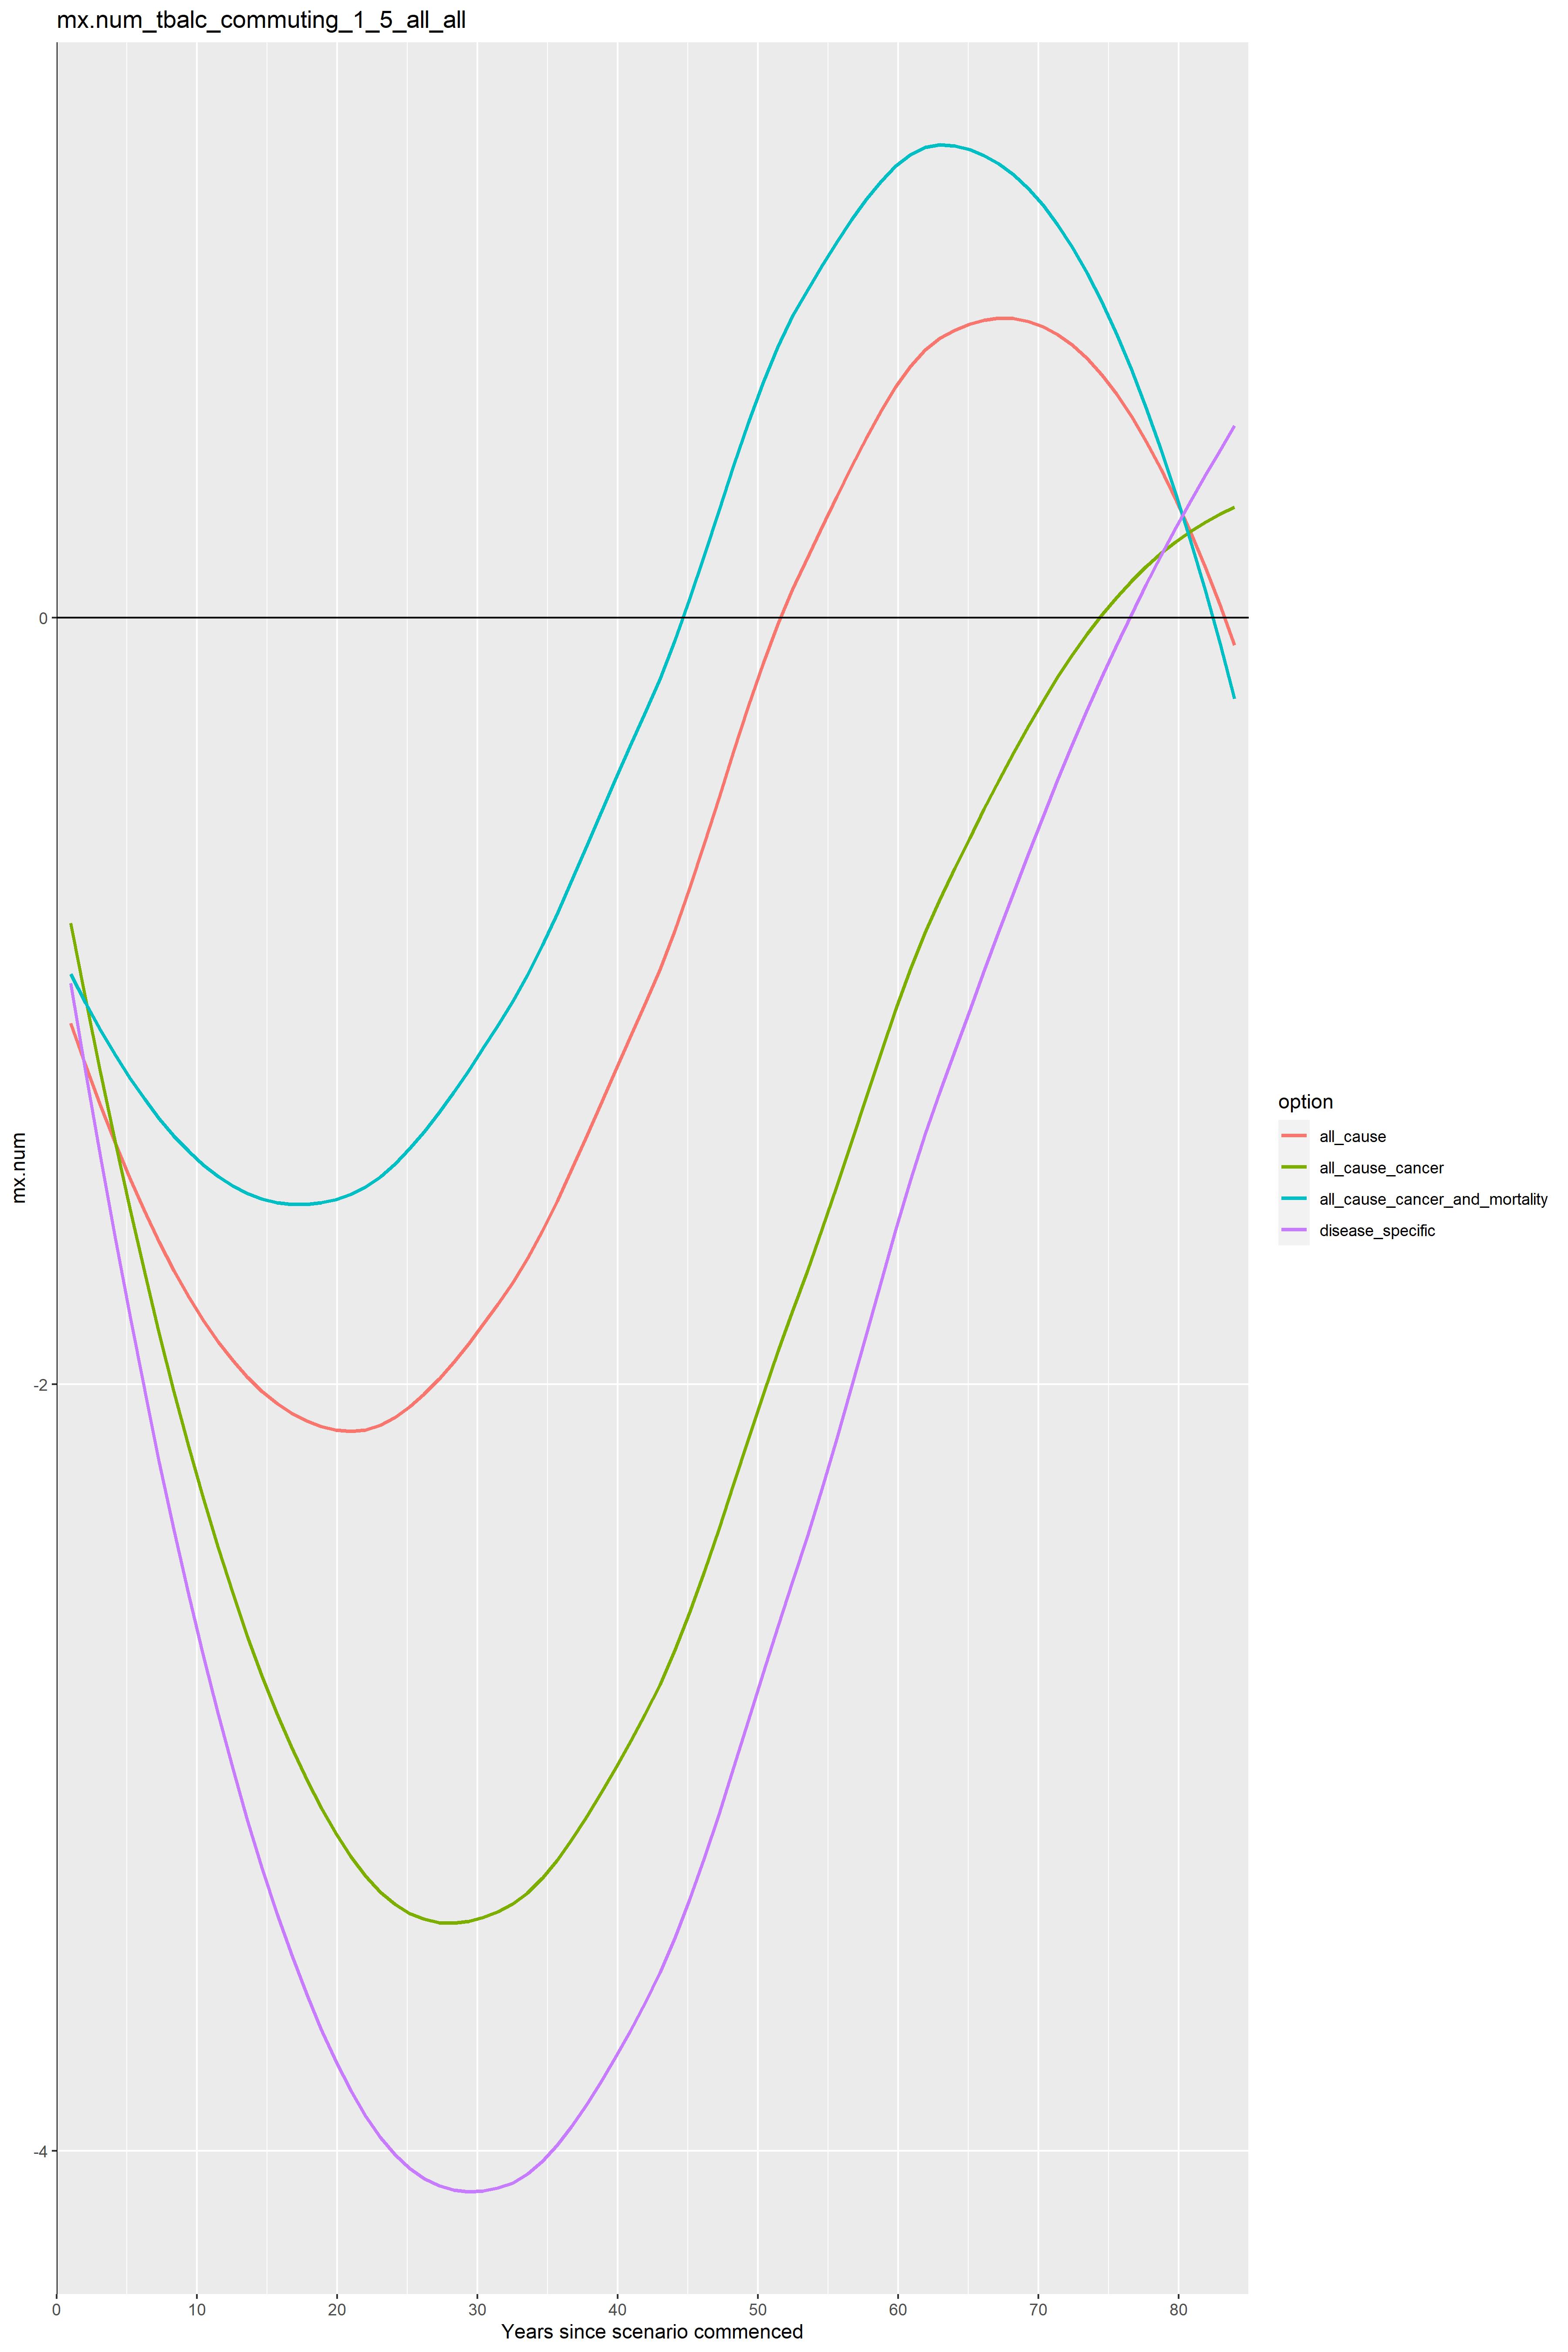 mx.num_tbalc_commuting_1_5_all_all
0
-2
-4
mx.num
0 10 20 30 40 50 60 70 80
Years since scenario commenced
option
all_cause
all_cause_cancer
all_cause_cancer_and_mortality
disease_specific